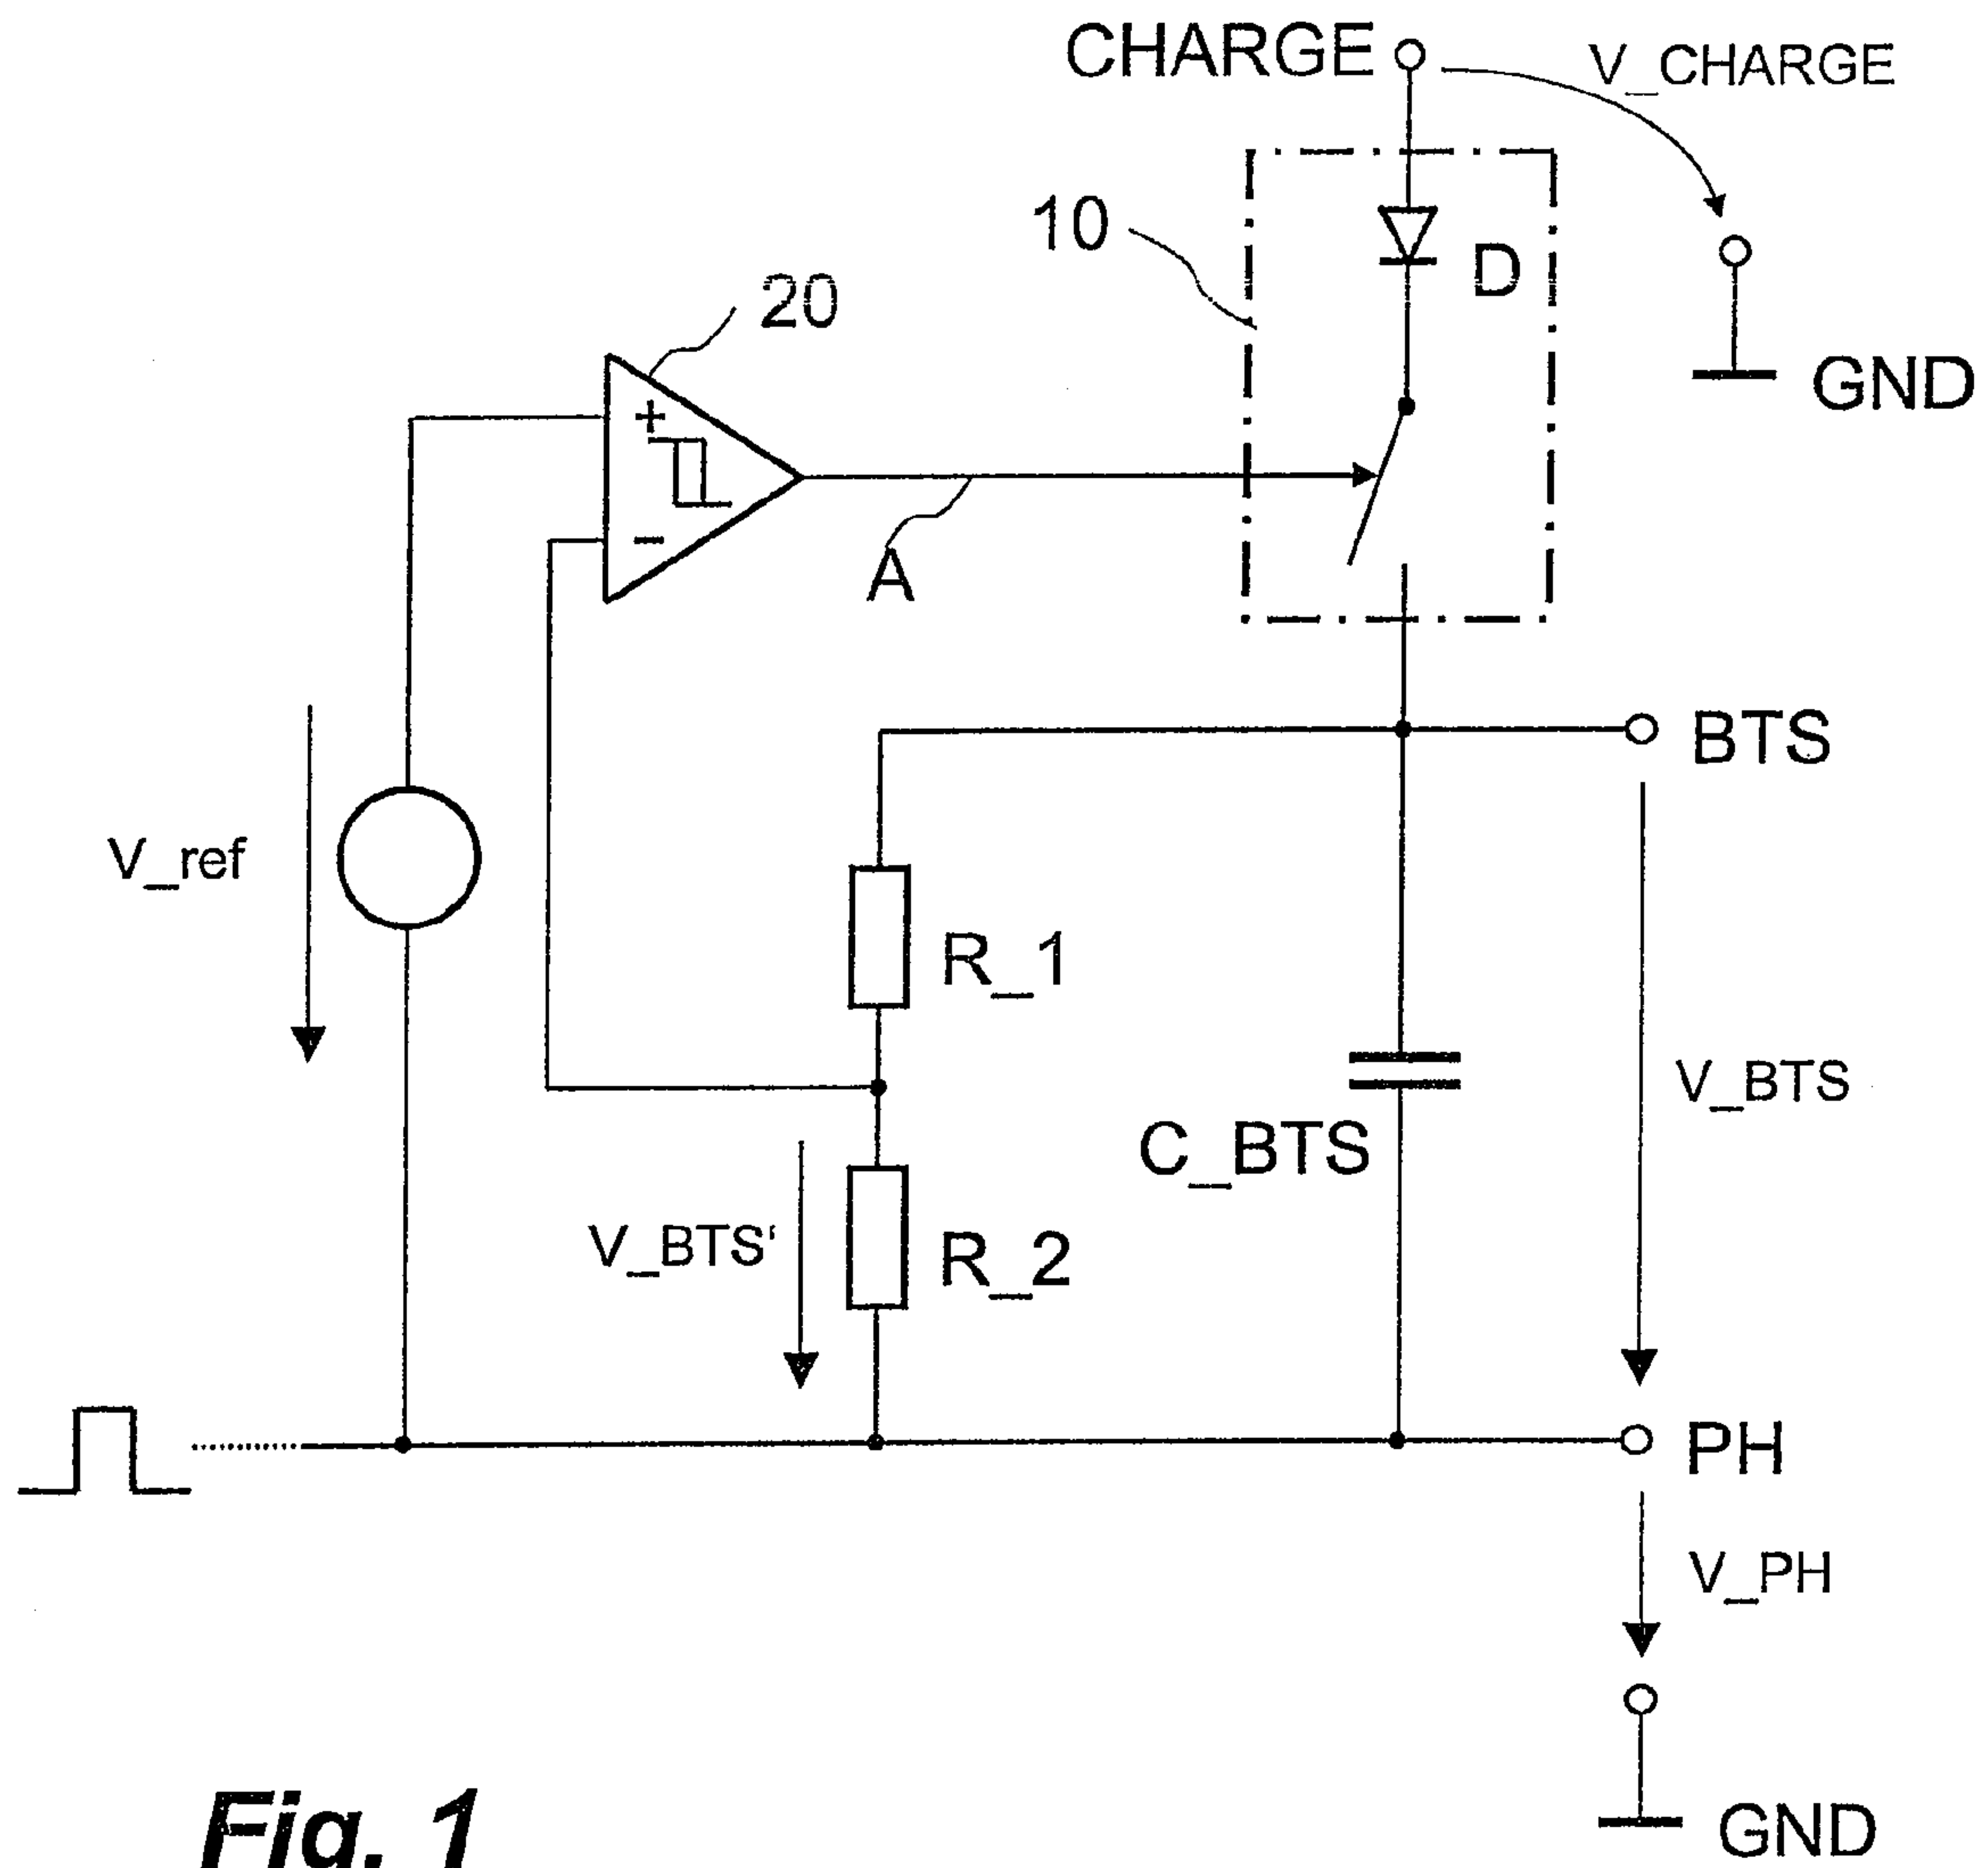 CHARGE
V_CHARGE
10
D
20
GND
+
-
A
BTS
V_ref
R_1
V_BTS
C_BTS
V_BTS'
R_2
PH
V_PH
GND
Fig. 1